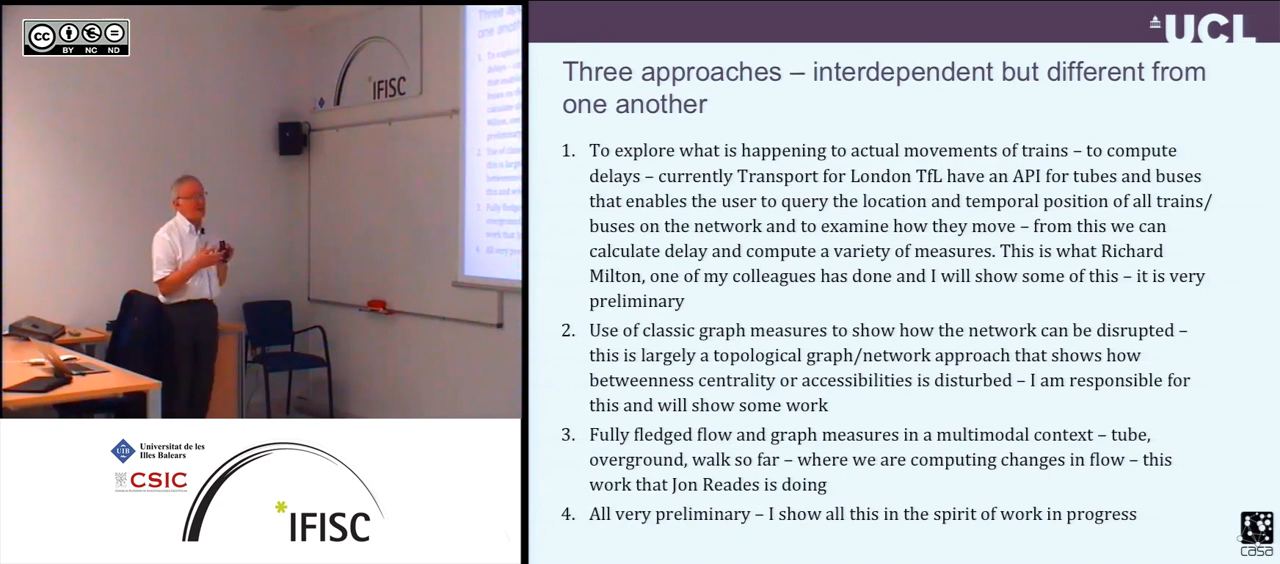 cc
BY NC ND
IFISC
UCL
Three approaches – interdependent but different from
one another
1. To explore what is happening to actual movements of trains – to compute
delays – currently Transport for London TfL have an API for tubes and buses
that enables the user to query the location and temporal position of all trains/
buses on the network and to examine how they move – from this we can
calculate delay and compute a variety of measures. This is what Richard
Milton, one of my colleagues has done and I will show some of this – it is very
preliminary
2. Use of classic graph measures to show how the network can be disrupted –
this is largely a topological graph/network approach that shows how
betweenness centrality or accessibilities is disturbed – I am responsible for
this and will show some work
3. Fully fledged flow and graph measures in a multimodal context – tube,
overground, walk so far – where we are computing changes in flow – this
work that Jon Reades is doing
4. All very preliminary – I show all this in the spirit of work in progress
casa
UIB
Universitat de les
Illes Balears
CSIC
IFISC